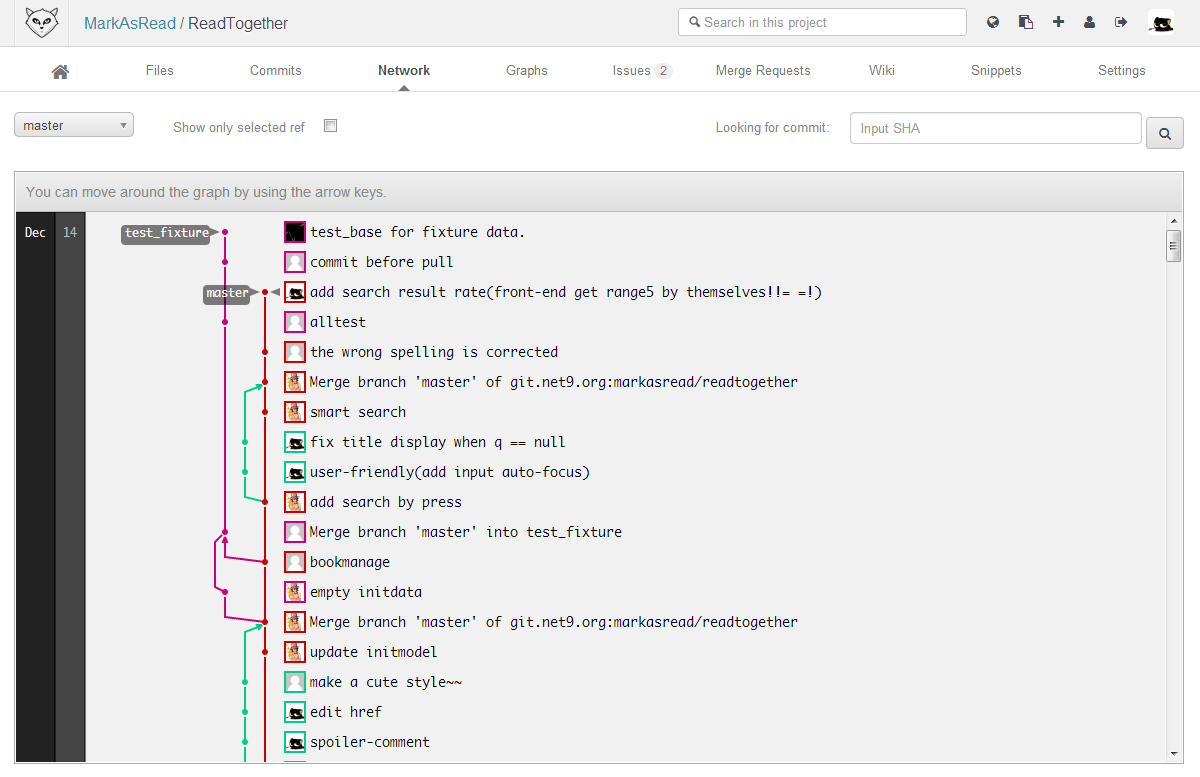 MarkAsRead / ReadTogether
Search in this project
Files Commits Network Graphs Issues 2 Merge Requests Wiki Snippets Settings
master
Show only selected ref
Looking for commit:
Input SHA
You can move around the graph by using the arrow keys.
Dec 14 test_fixture test_base for fixture data.
commit before pull
master add search result rate(front-end get range5 by themselves!!= =!)
alltest
the wrong spelling is corrected
Merge branch 'master' of git.net9.org:markasread/readtogether
smart search
fix title display when q == null
user-friendly(add input auto-focus)
add search by press
Merge branch 'master' into test_fixture
bookmanage
empty initdata
Merge branch 'master' of git.net9.org:markasread/readtogether
update initmodel
make a cute style~~
edit href
spoiler-comment